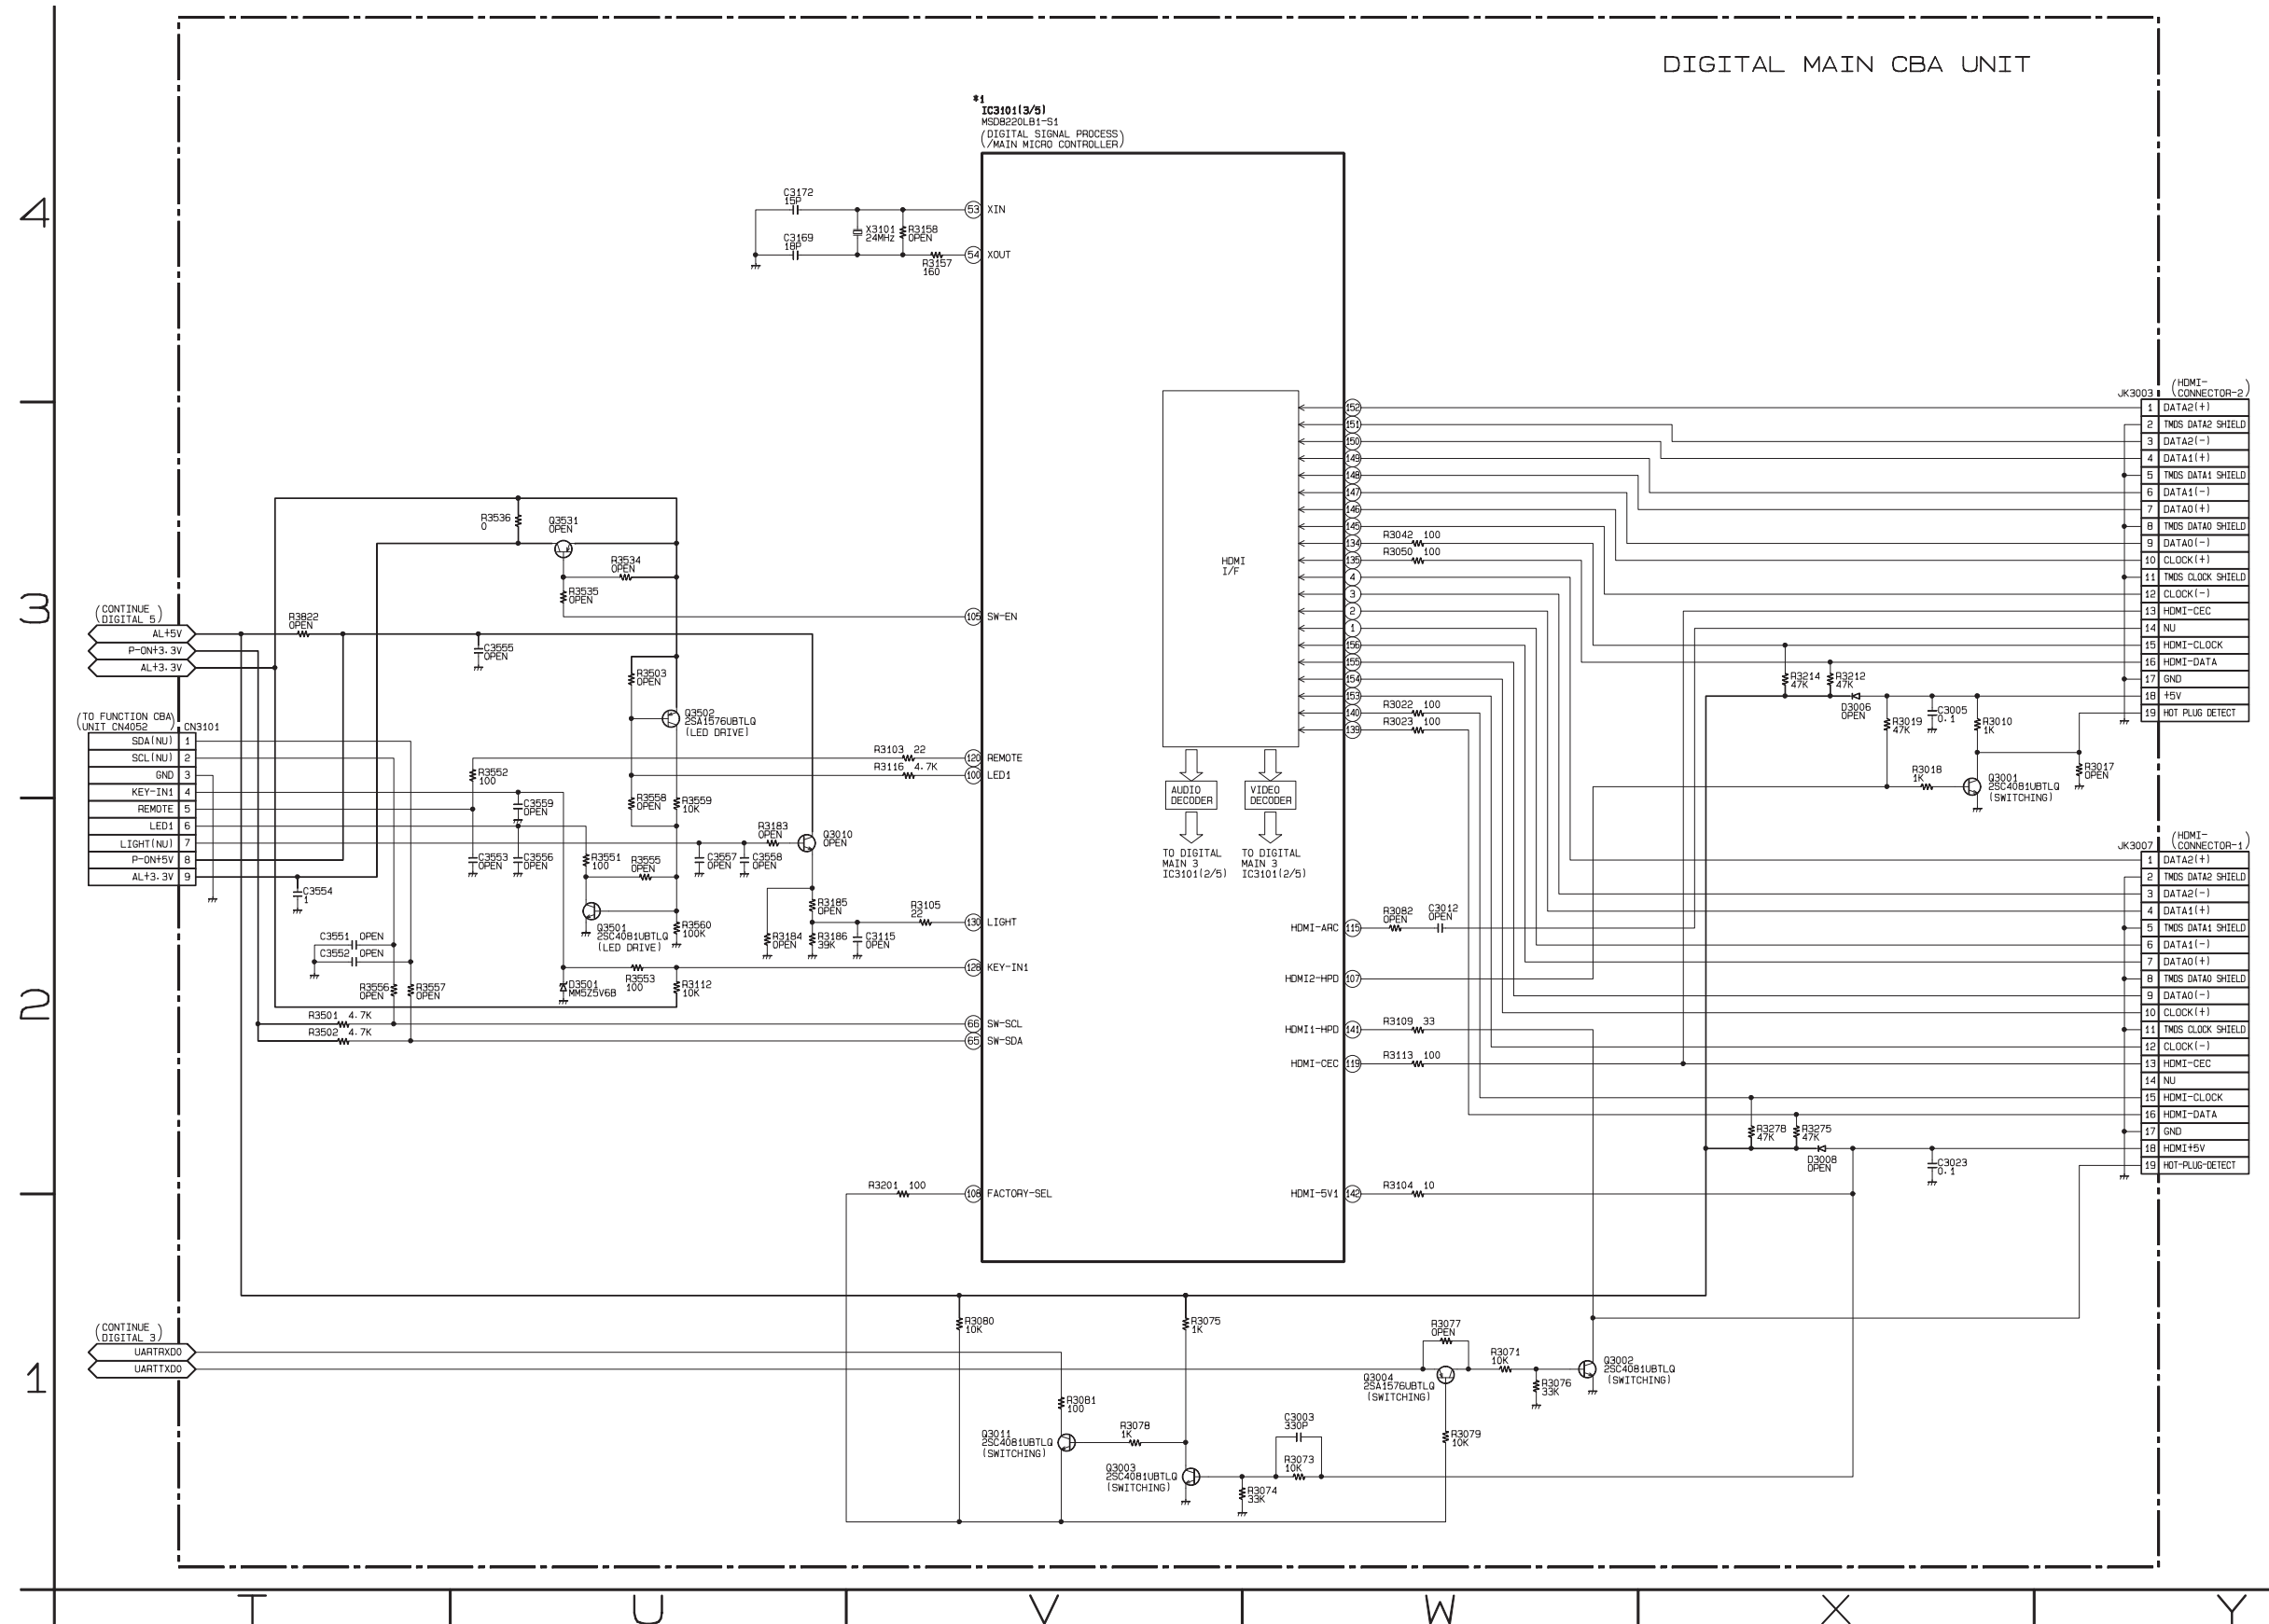 DIGITAL MAIN CBA UNIT
*1
IC3101(3/5)
MSD8220LB1-S1
(DIGITAL SIGNAL PROCESS
/MAIN MICRO CONTROLLER)
4
3
2
1
C3172
15P
C3169
18P
X3101
24MHz
R3158
OPEN
R3157
160
53 XIN
54 XOUT
R3536
0
Q3531
OPEN
R3534
OPEN
R3535
OPEN
105 SW-EN
(CONTINUE
DIGITAL 5)
AL+5V
P-ON+3.3V
AL+3.3V
R3822
OPEN
C3555
OPEN
R3503
OPEN
Q3502
2SA1576UBTLQ
(LED DRIVE)
(TO FUNCTION CBA
UNIT CN4052)
CN3101
SDA(NU) 1
SCL(NU) 2
GND 3
KEY-IN1 4
REMOTE 5
LED1 6
LIGHT(NU) 7
P-ON+5V 8
AL+3.3V 9
R3552
100
R3103 22
R3116 4.7K
120 REMOTE
100 LED1
C3559
OPEN
R3558
OPEN
R3559
10K
R3183
OPEN
Q3010
OPEN
C3553
OPEN
C3556
OPEN
R3551
100
R3555
OPEN
C3557
OPEN
C3558
OPEN
C3554
1
Q3501
2SC4081UBTLQ
(LED DRIVE)
R3560
100K
R3185
OPEN
R3184
OPEN
R3186
39K
C3115
OPEN
R3105
22
130 LIGHT
C3551 OPEN
C3552 OPEN
R3556
OPEN
R3557
OPEN
D3501
MM5Z5V6B
R3553
100
R3112
10K
128 KEY-IN1
R3501 4.7K
R3502 4.7K
66 SW-SCL
65 SW-SDA
R3201 100
108 FACTORY-SEL
HDMI
I/F
AUDIO
DECODER
VIDEO
DECODER
TO DIGITAL
MAIN 3
IC3101(2/5)
TO DIGITAL
MAIN 3
IC3101(2/5)
152
151
150
149
148
147
146
145
134
135
4
3
2
1
156
155
154
153
140
139
R3042 100
R3050 100
R3022 100
R3023 100
HDMI-ARC 115
R3082
OPEN
C3012
OPEN
HDMI2-HPD 107
HDMI1-HPD 141
R3109 33
HDMI-CEC 119
R3113 100
HDMI-5V1 142
R3104 10
JK3003
(HDMI-
CONNECTOR-2)
1 DATA2(+)
2 TMDS DATA2 SHIELD
3 DATA2(-)
4 DATA1(+)
5 TMDS DATA1 SHIELD
6 DATA1(-)
7 DATA0(+)
8 TMDS DATA0 SHIELD
9 DATA0(-)
10 CLOCK(+)
11 TMDS CLOCK SHIELD
12 CLOCK(-)
13 HDMI-CEC
14 NU
15 HDMI-CLOCK
16 HDMI-DATA
17 GND
18 +5V
19 HOT PLUG DETECT
R3214
47K
R3212
47K
D3006
OPEN
R3019
47K
C3005
0.1
R3010
1K
R3018
1K
Q3001
2SC4081UBTLQ
(SWITCHING)
R3017
OPEN
JK3007
(HDMI-
CONNECTOR-1)
1 DATA2(+)
2 TMDS DATA2 SHIELD
3 DATA2(-)
4 DATA1(+)
5 TMDS DATA1 SHIELD
6 DATA1(-)
7 DATA0(+)
8 TMDS DATA0 SHIELD
9 DATA0(-)
10 CLOCK(+)
11 TMDS CLOCK SHIELD
12 CLOCK(-)
13 HDMI-CEC
14 NU
15 HDMI-CLOCK
16 HDMI-DATA
17 GND
18 HDMI+5V
19 HOT-PLUG-DETECT
R3278
47K
R3275
47K
D3008
OPEN
C3023
0.1
(CONTINUE
DIGITAL 3)
UARTRXD0
UARTTXD0
R3080
10K
R3075
1K
R3077
OPEN
R3071
10K
Q3004
2SA1576UBTLQ
(SWITCHING)
Q3002
2SC4081UBTLQ
(SWITCHING)
R3076
33K
R3081
100
Q3011
2SC4081UBTLQ
(SWITCHING)
R3078
1K
C3003
330P
R3079
10K
Q3003
2SC4081UBTLQ
(SWITCHING)
R3073
10K
R3074
33K
T U V W X Y